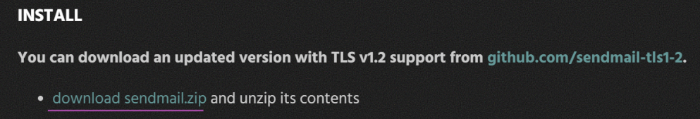 INSTALL
You can download an updated version with TLS v1.2 support from github.com/sendmail-tls1-2.
• download sendmail.zip and unzip its contents